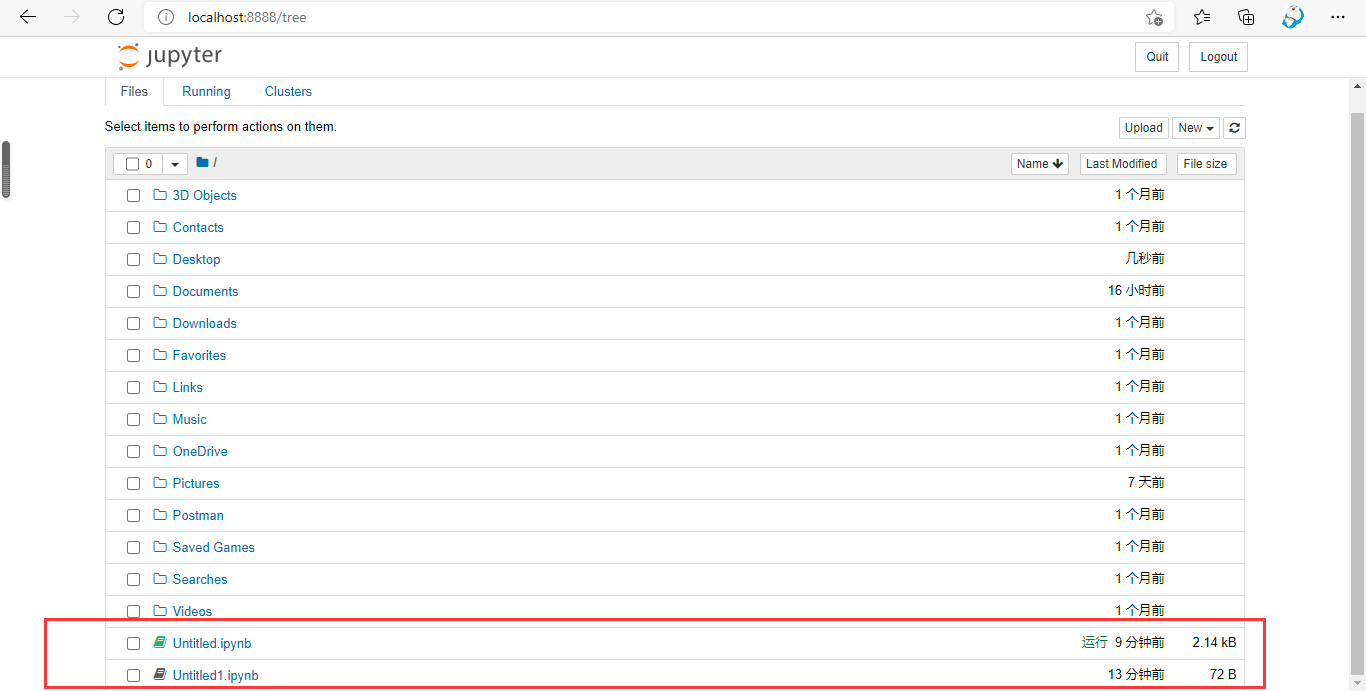 localhost:8888/tree
jupyter
Quit Logout
Files Running Clusters
Select items to perform actions on them.
Upload New
0 / Name Last Modified File size
3D Objects 1 个月前
Contacts 1 个月前
Desktop 几秒前
Documents 16 小时前
Downloads 1 个月前
Favorites 1 个月前
Links 1 个月前
Music 1 个月前
OneDrive 1 个月前
Pictures 7 天前
Postman 1 个月前
Saved Games 1 个月前
Searches 1 个月前
Videos 1 个月前
Untitled.ipynb 运行 9 分钟前 2.14 kB
Untitled1.ipynb 13 分钟前 72 B